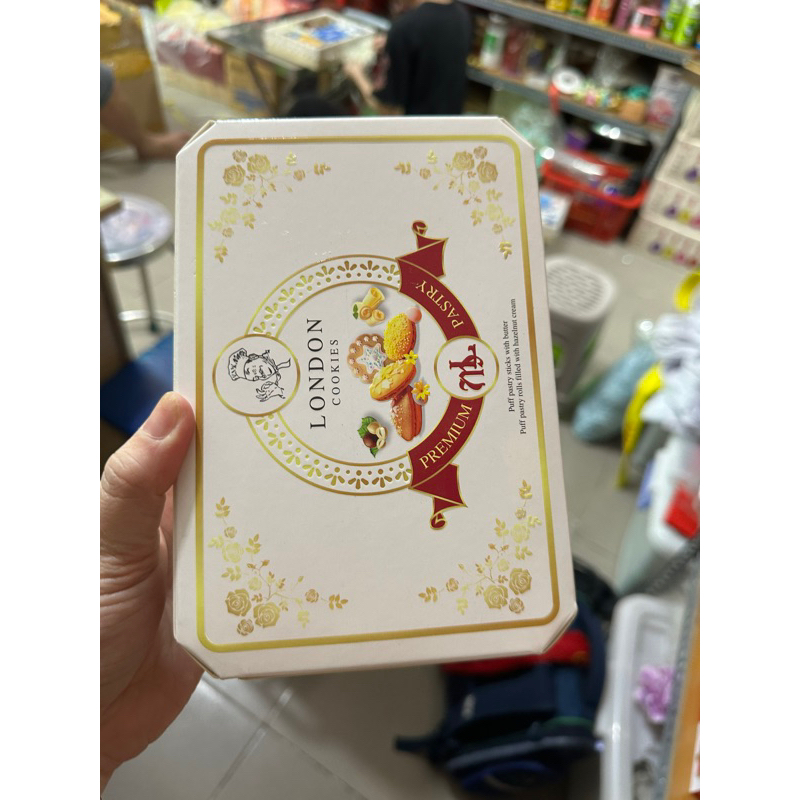 LONDON
COOKIES
PREMIUM PASTRY
Puff pastry sticks with butter
Puff pastry rolls filled with hazelnut cream